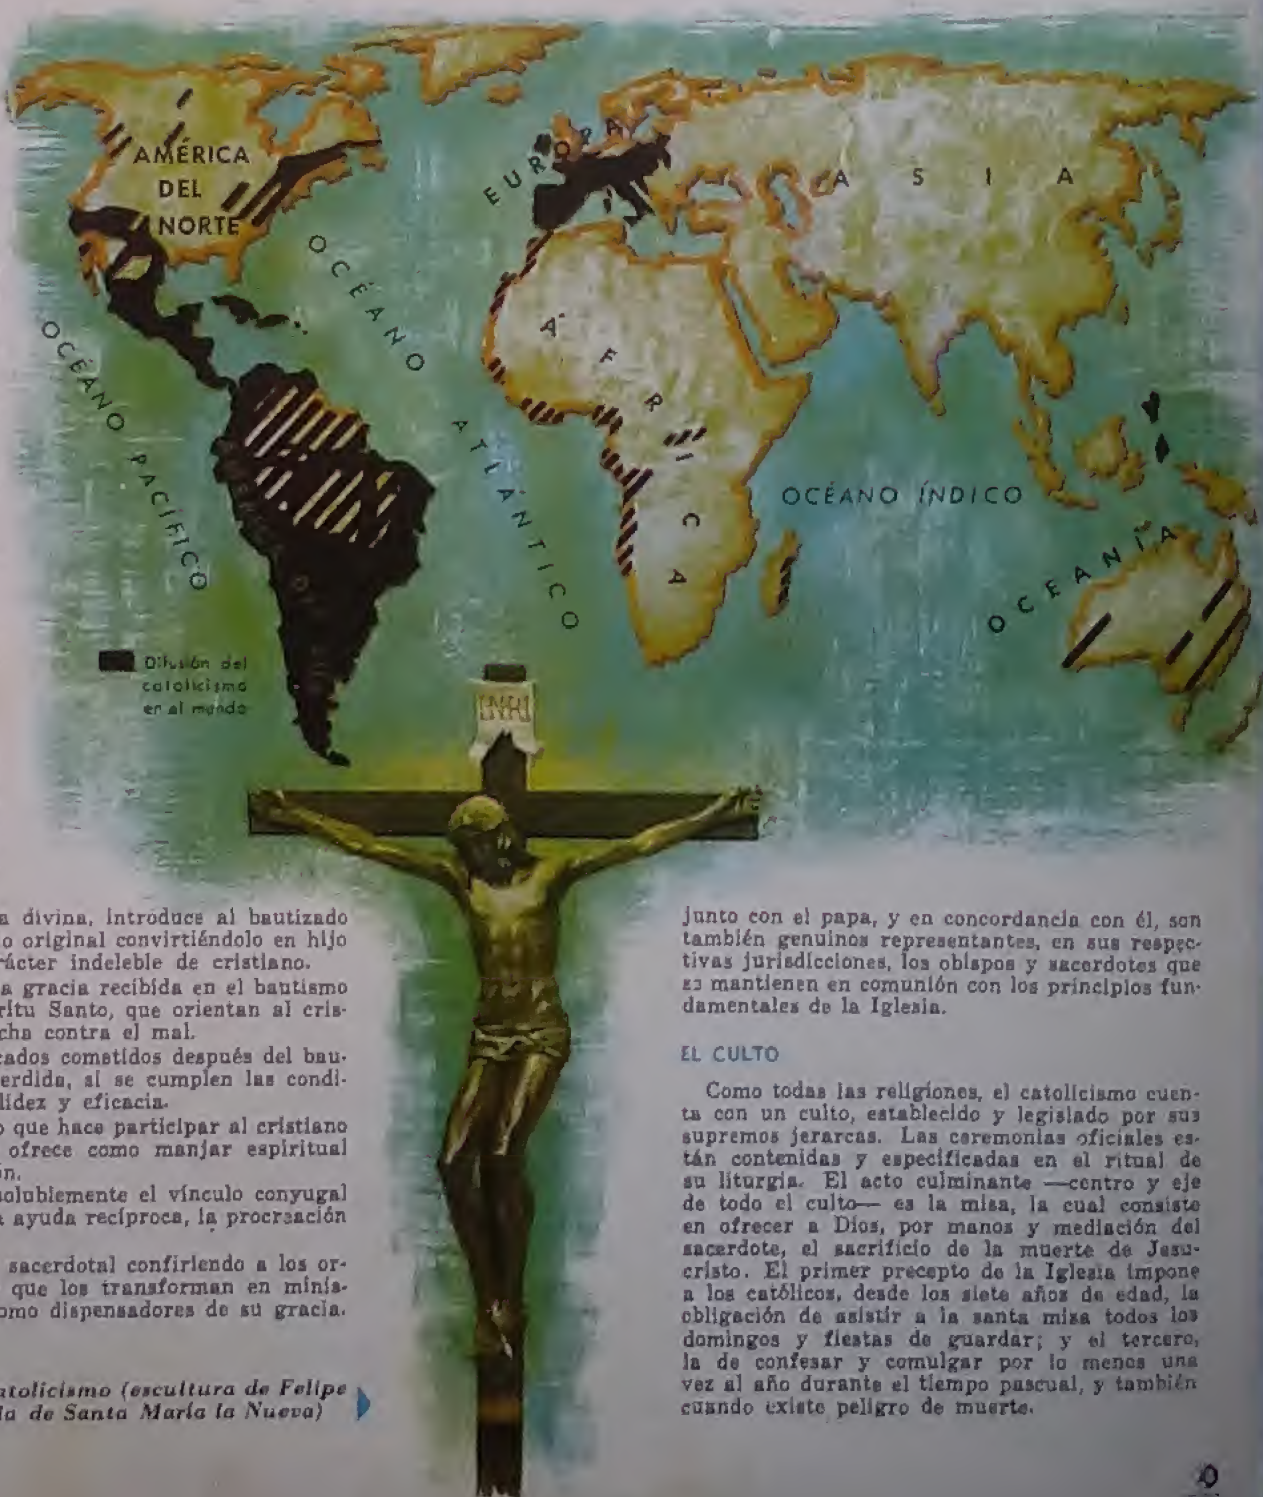 AMÉRICA
DEL
NORTE
EUROPA
ASIA
OCÉANO ATLÁNTICO
OCÉANO PACÍFICO
ÁFRICA
OCÉANO ÍNDICO
OCEANÍA
Difusión del
catolicismo
en el mundo
INRI
a divina, introduce al bautizado
o original convirtiéndolo en hijo
rácter indeleble de cristiano.
a gracia recibida en el bautismo
ritu Santo, que orientan al cris-
cha contra el mal.
cados cometidos después del bau-
erdida, si se cumplen las condi-
lidez y eficacia.
o que hace participar al cristiano
ofrece como manjar espiritual
ón.
solublemente el vínculo conyugal
a ayuda recíproca, la procreación
sacerdotal confiriendo a los or-
que los transforman en minis-
omo dispensadores de su gracia.
atolicismo (escultura de Felipe
la de Santa María la Nueva)
junto con el papa, y en concordancia con él, son
también genuinos representantes, en sus respec-
tivas jurisdicciones, los obispos y sacerdotes que
se mantienen en comunión con los principios fun-
damentales de la Iglesia.
EL CULTO
Como todas las religiones, el catolicismo cuen-
ta con un culto, establecido y legislado por sus
supremos jerarcas. Las ceremonias oficiales es-
tán contenidas y especificadas en el ritual de
su liturgia. El acto culminante —centro y eje
de todo el culto— es la misa, la cual consiste
en ofrecer a Dios, por manos y mediación del
sacerdote, el sacrificio de la muerte de Jesu-
cristo. El primer precepto de la Iglesia impone
a los católicos, desde los siete años de edad, la
obligación de asistir a la santa misa todos los
domingos y fiestas de guardar; y el tercero,
la de confesar y comulgar por lo menos una
vez al año durante el tiempo pascual, y también
cuando existe peligro de muerte.